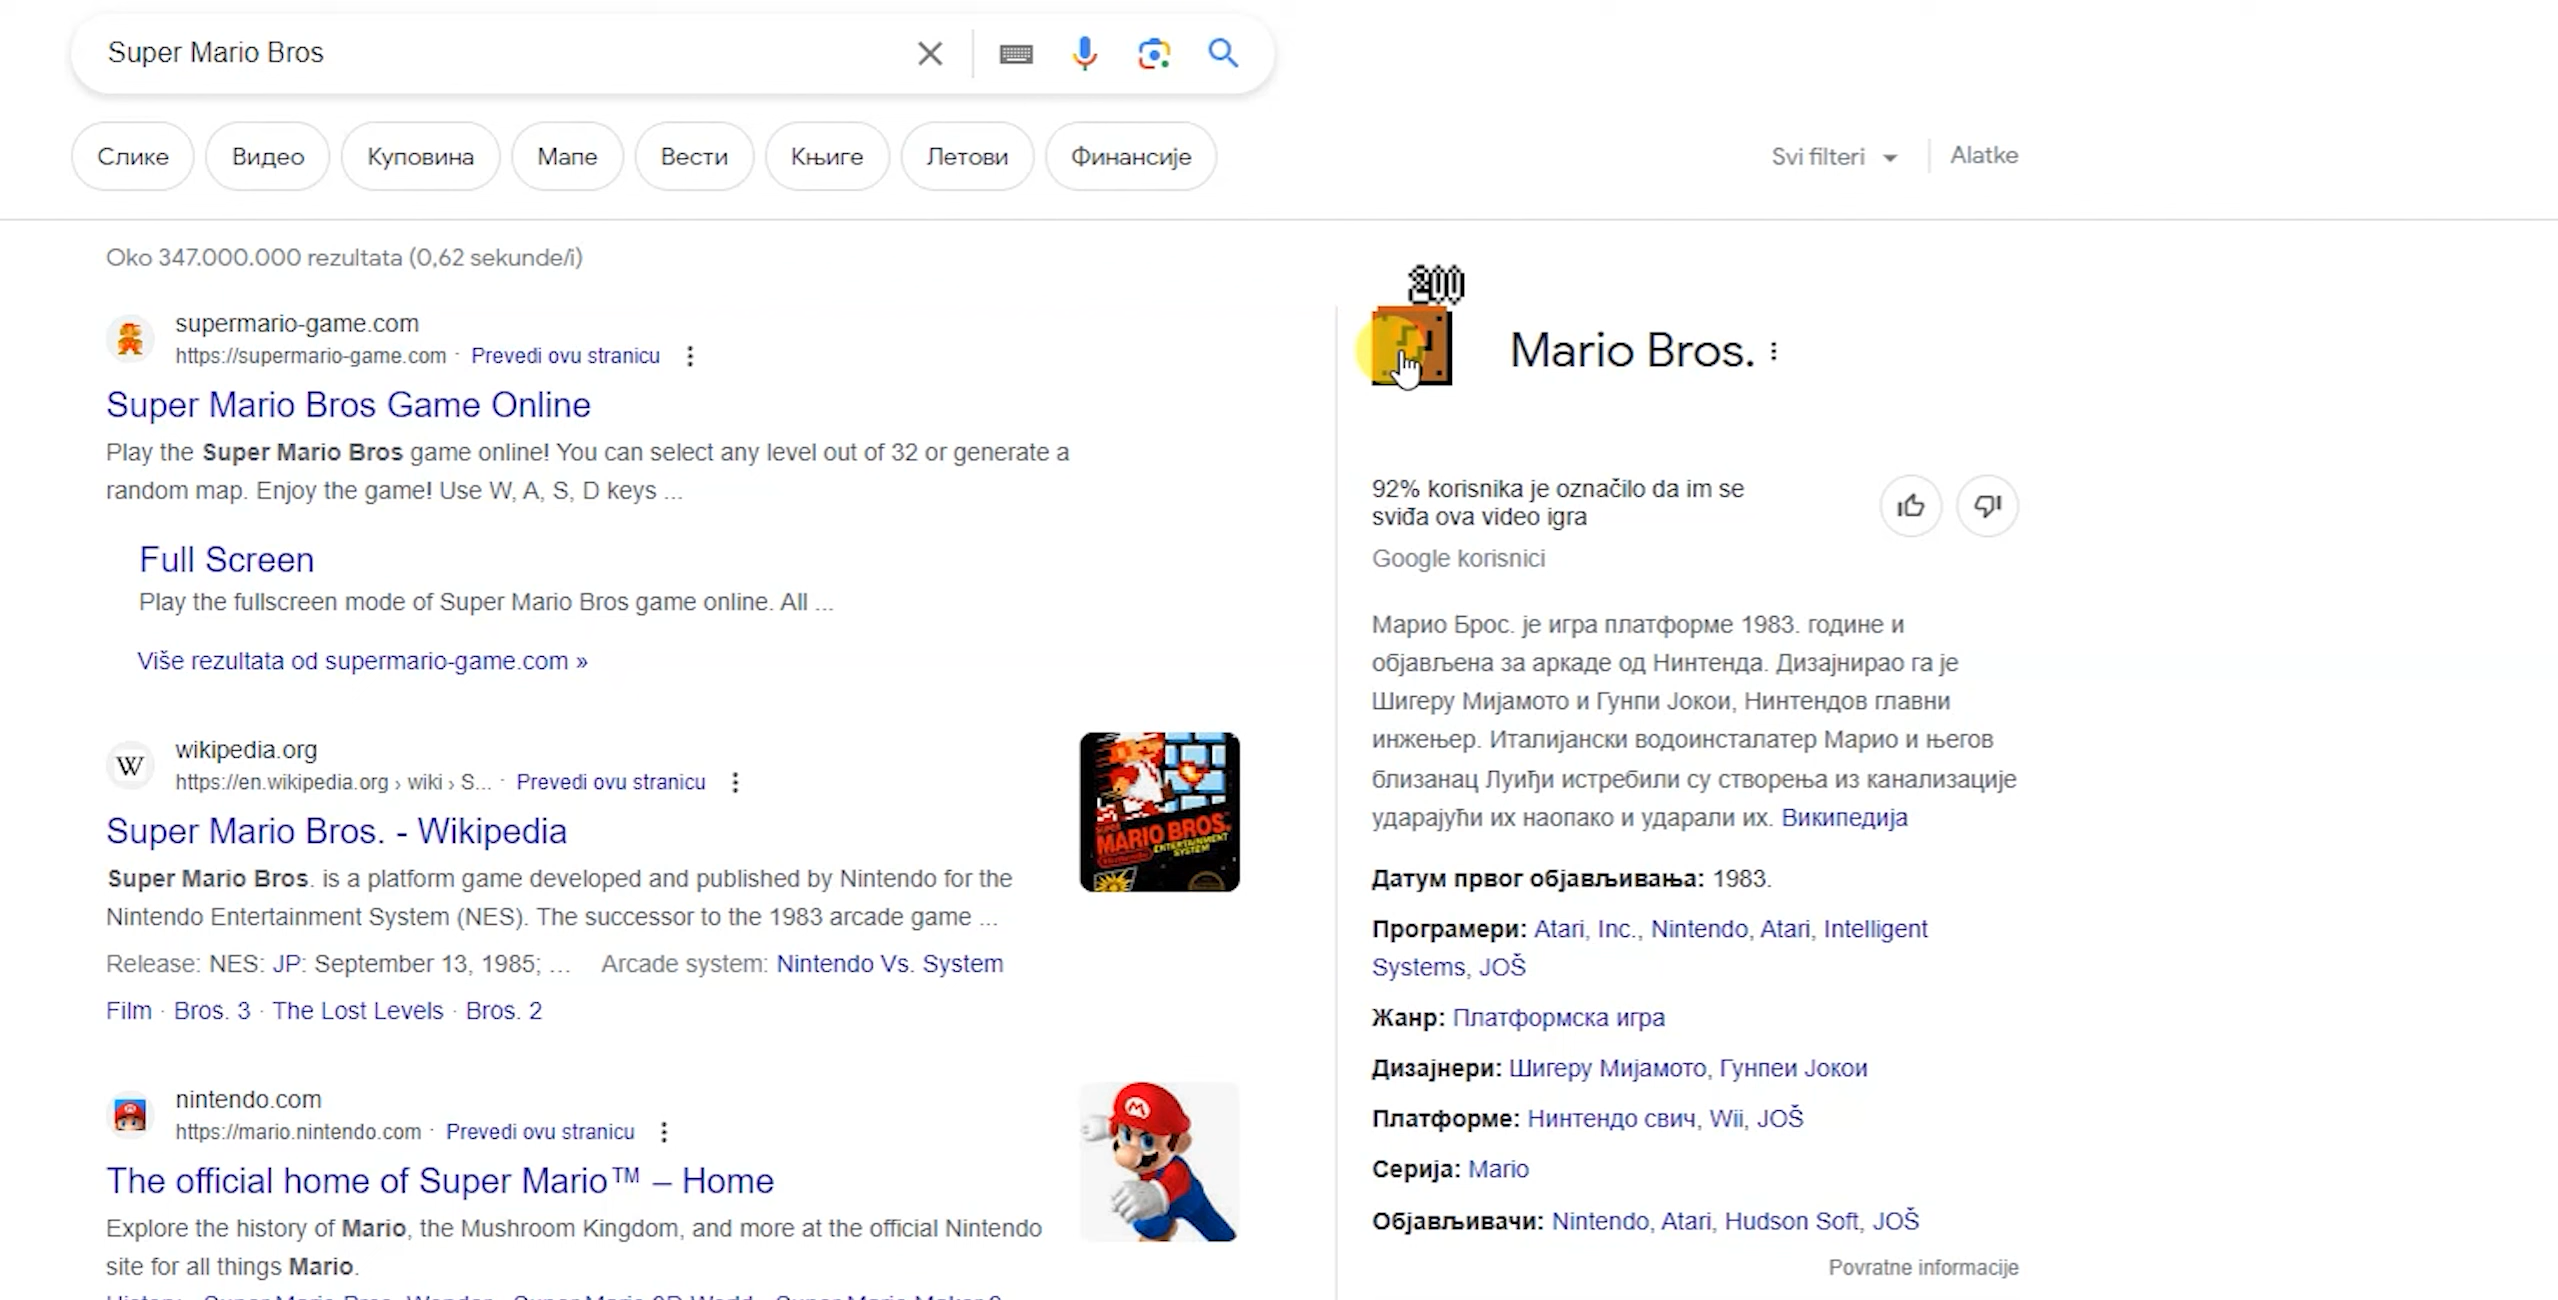 Super Mario Bros
Слике
Видео
Куповина
Мапе
Вести
Књиге
Летови
Финансије
Svi filteri
Alatke
Oko 347.000.000 rezultata (0,62 sekunde/i)
supermario-game.com
https://supermario-game.com · Prevedi ovu stranicu
Super Mario Bros Game Online
Play the Super Mario Bros game online! You can select any level out of 32 or generate a
random map. Enjoy the game! Use W, A, S, D keys ...
Full Screen
Play the fullscreen mode of Super Mario Bros game online. All ...
Više rezultata od supermario-game.com »
W
wikipedia.org
https://en.wikipedia.org › wiki › S... · Prevedi ovu stranicu
Super Mario Bros. - Wikipedia
Super Mario Bros. is a platform game developed and published by Nintendo for the
Nintendo Entertainment System (NES). The successor to the 1983 arcade game ...
Release: NES: JP: September 13, 1985; ... Arcade system: Nintendo Vs. System
Film · Bros. 3 · The Lost Levels · Bros. 2
SUPER
MARIO BROS.
ENTERTAINMENT
SYSTEM
nintendo.com
https://mario.nintendo.com · Prevedi ovu stranicu
The official home of Super Mario™ – Home
Explore the history of Mario, the Mushroom Kingdom, and more at the official Nintendo
site for all things Mario.
M
Mario Bros.
92% korisnika je označilo da im se
sviđa ova video igra
Google korisnici
Марио Брос. је игра платформе 1983. године и
објављена за аркаде од Нинтенда. Дизајнирао га је
Шигеру Мијамото и Гунпи Јокои, Нинтендов главни
инжењер. Италијански водоинсталатер Марио и његов
близанац Луиђи истребили су створења из канализације
ударајући их наопако и ударали их. Википедија
Датум првог објављивања: 1983.
Програмери: Atari, Inc., Nintendo, Atari, Intelligent
Systems, JOŠ
Жанр: Платформска игра
Дизајнери: Шигеру Мијамото, Гунпеи Јокои
Платформе: Нинтендо свич, Wii, JOŠ
Серија: Mario
Објављивачи: Nintendo, Atari, Hudson Soft, JOŠ
Povratne informacije